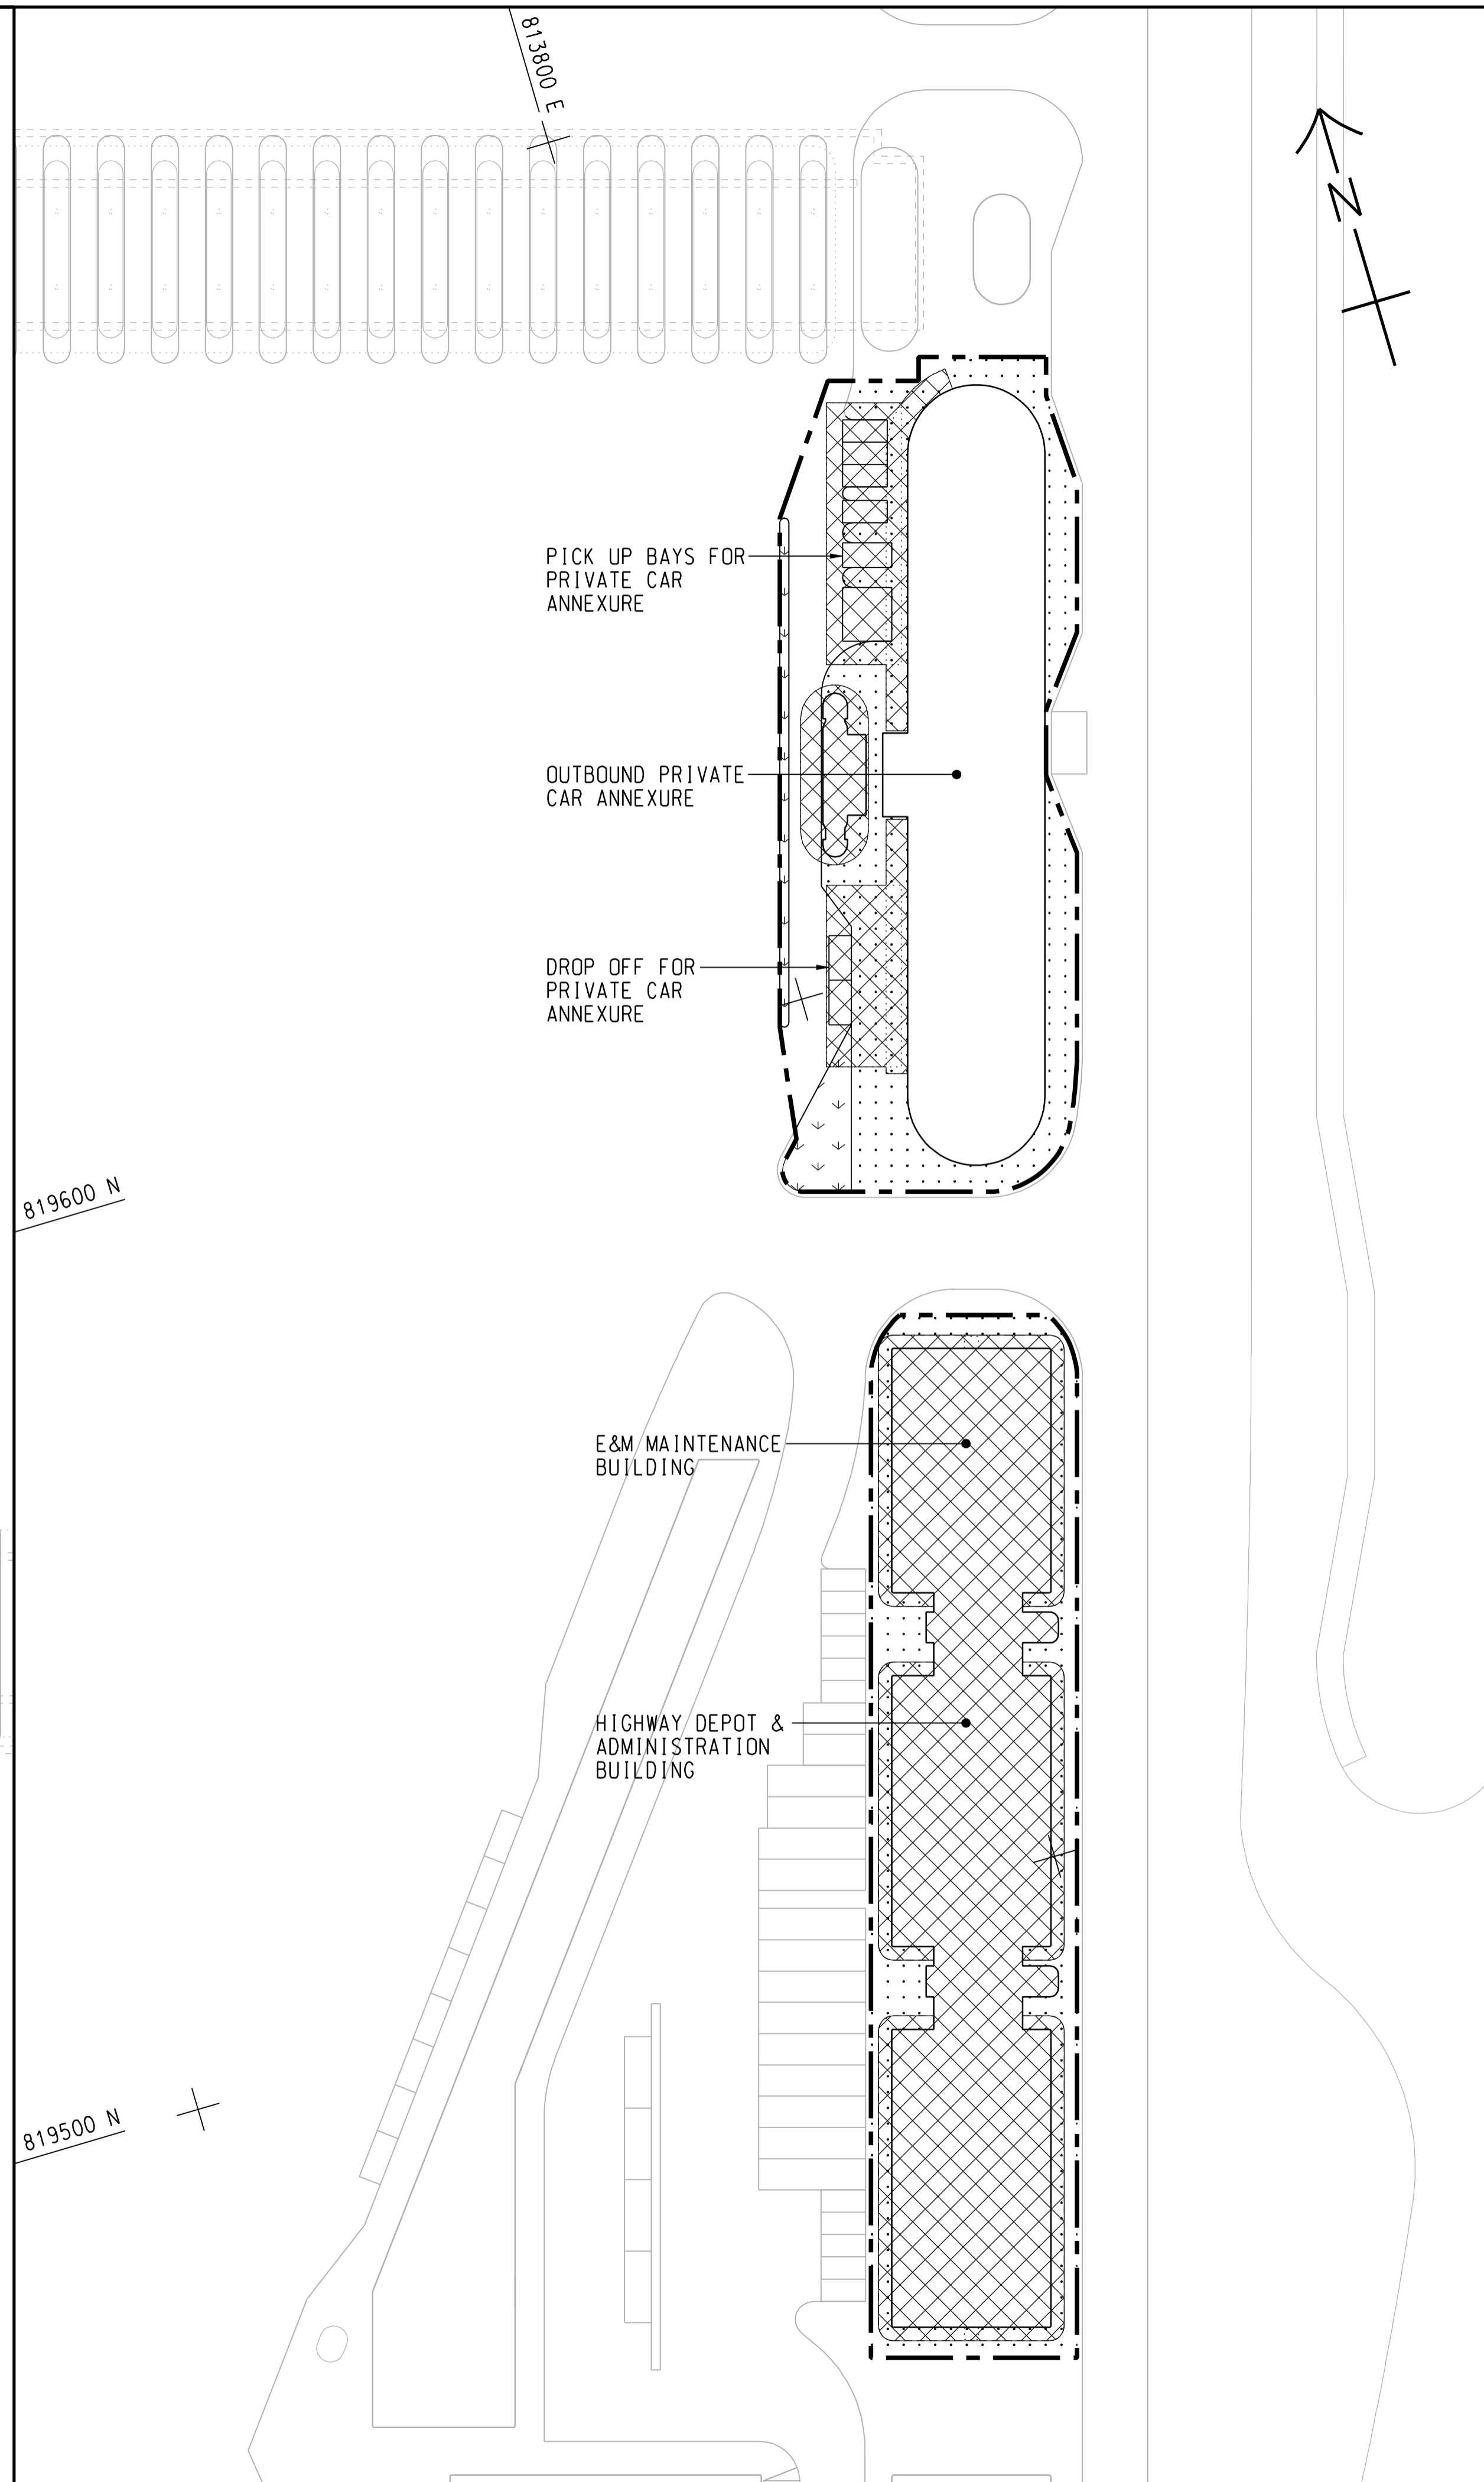 813800 E
N
PICK UP BAYS FOR
PRIVATE CAR
ANNEXURE
OUTBOUND PRIVATE
CAR ANNEXURE
DROP OFF FOR
PRIVATE CAR
ANNEXURE
819600 N
E&M MAINTENANCE
BUILDING
HIGHWAY DEPOT &
ADMINISTRATION
BUILDING
819500 N